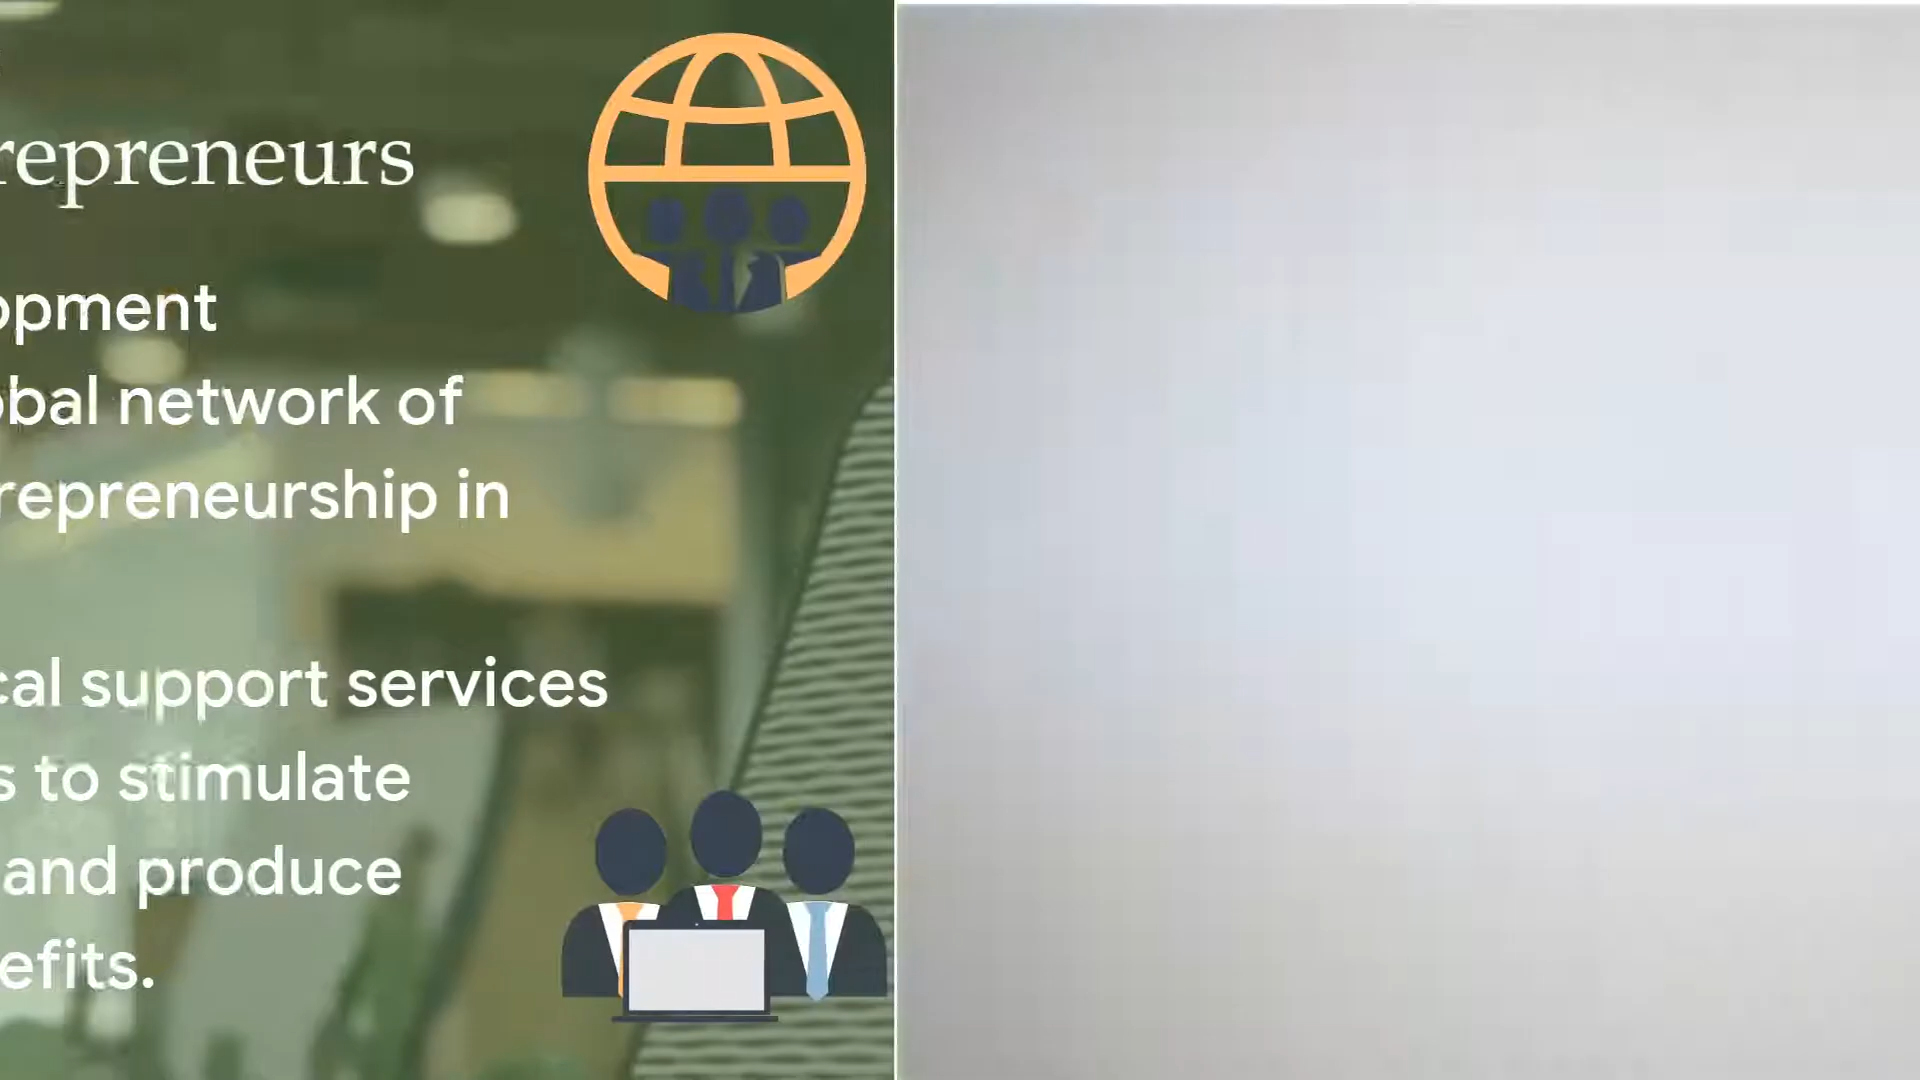 repreneurs
opment
obal network of
repreneurship in
cal support services
s to stimulate
and produce
efits.